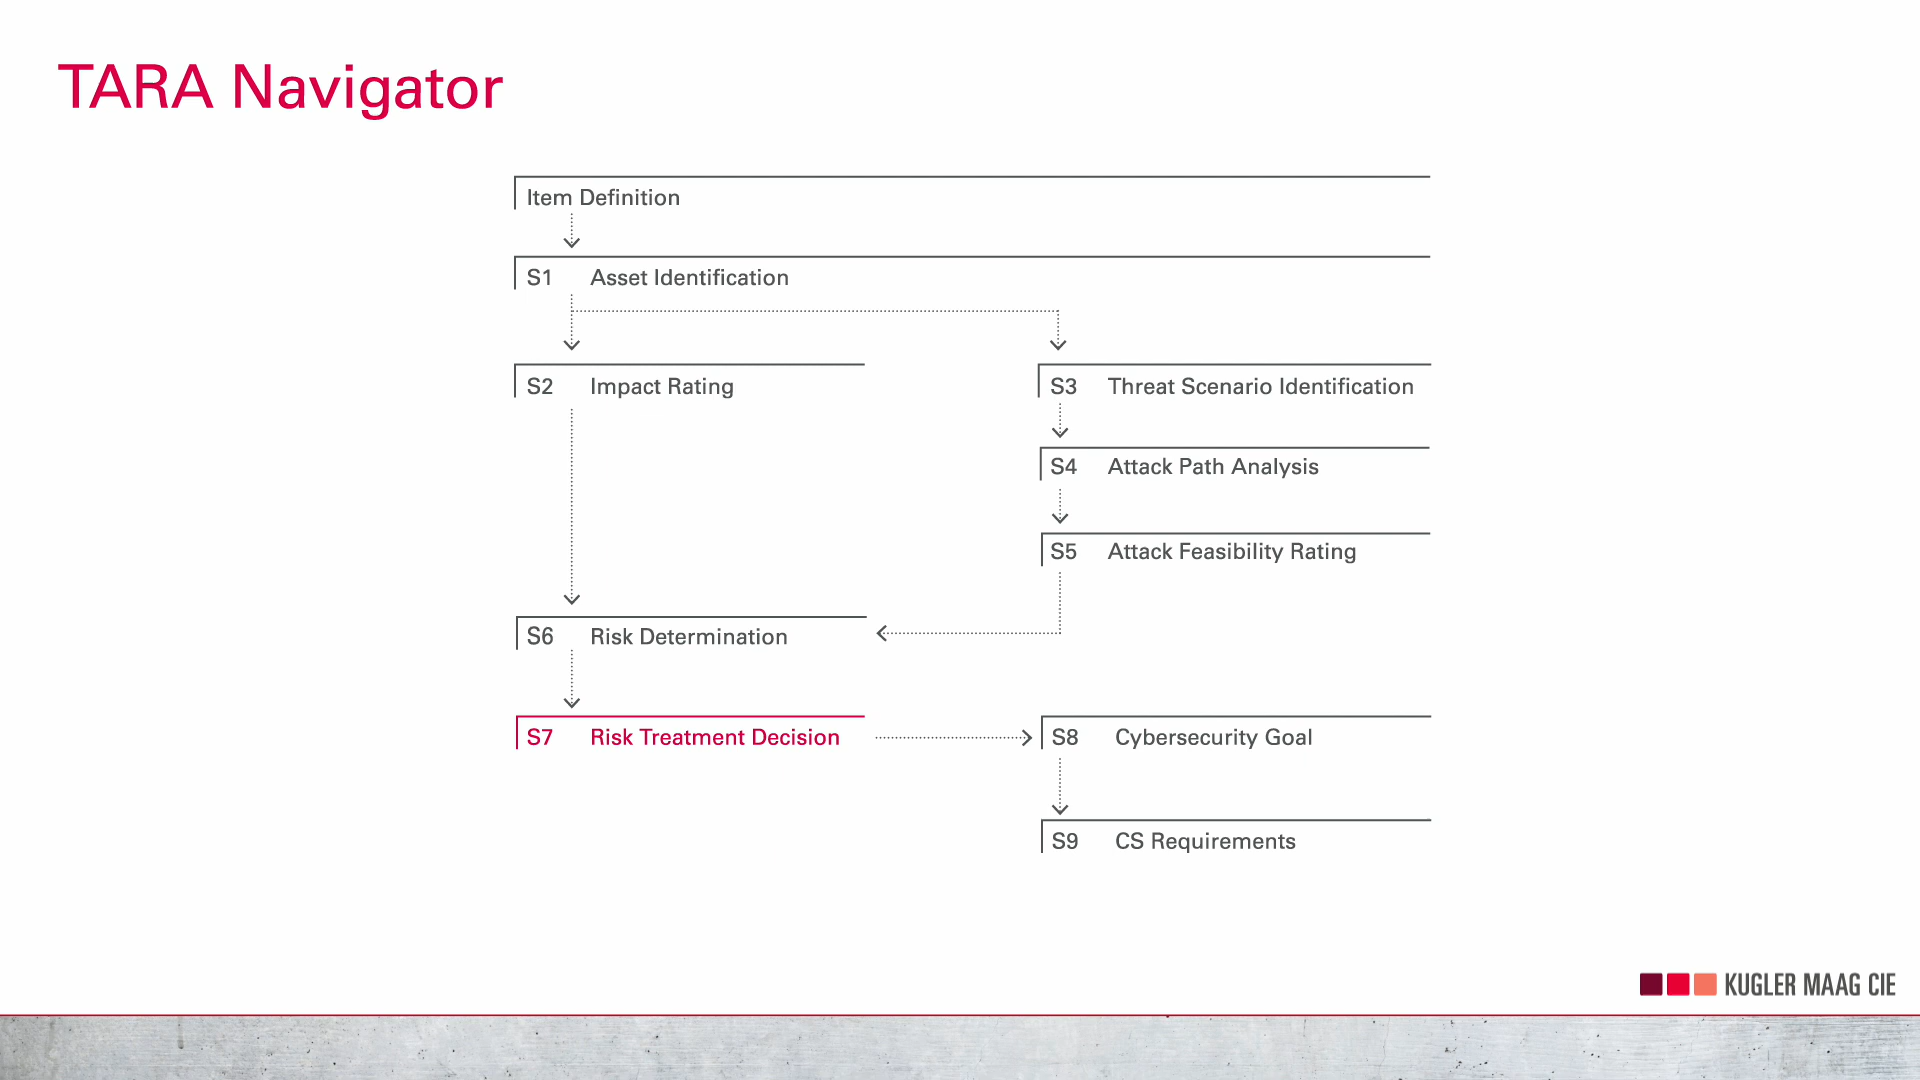 TARA Navigator
Item Definition
S1 Asset Identification
S2 Impact Rating
S3 Threat Scenario Identification
S4 Attack Path Analysis
S5 Attack Feasibility Rating
S6 Risk Determination
S7 Risk Treatment Decision
S8 Cybersecurity Goal
S9 CS Requirements
KUGLER MAAG CIE